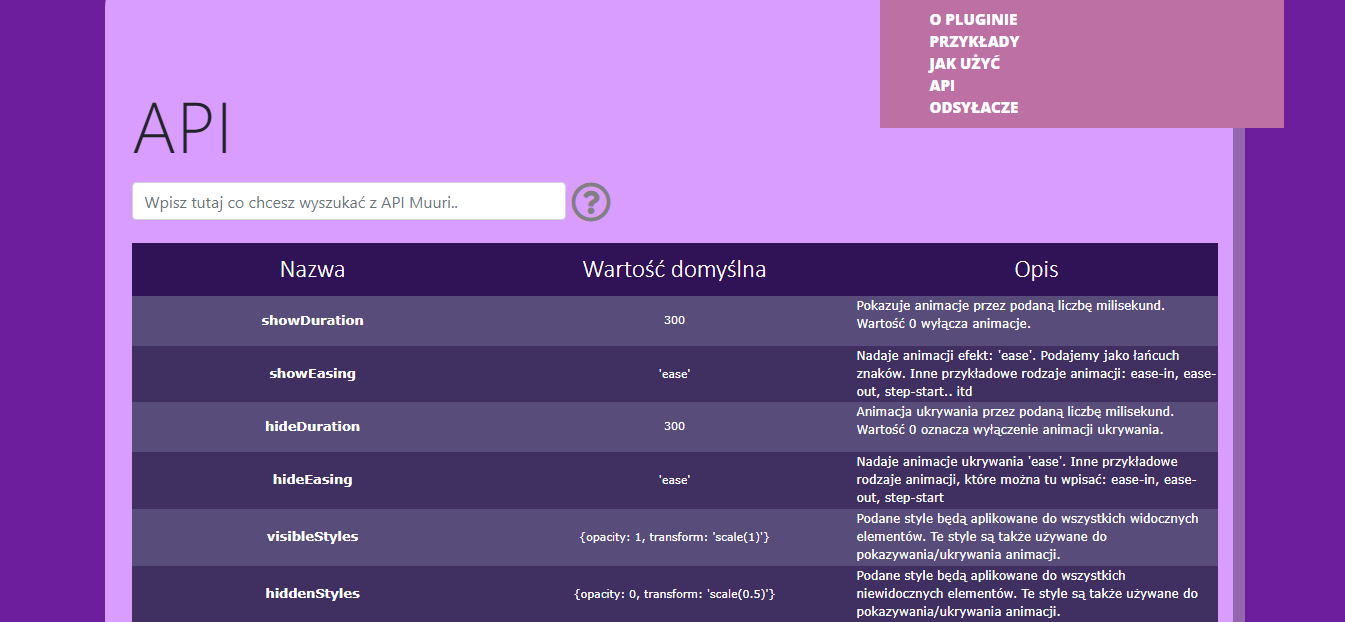 O PLUGINIE
PRZYKŁADY
JAK UŻYĆ
API
ODSYŁACZE
API
Wpisz tutaj co chcesz wyszukać z API Muuri..
Nazwa Wartość domyślna Opis
showDuration 300 Pokazuje animacje przez podaną liczbę milisekund.
Wartość 0 wyłącza animacje.
showEasing 'ease' Nadaje animacji efekt: 'ease'. Podajemy jako łańcuch
znaków. Inne przykładowe rodzaje animacji: ease-in, ease-
out, step-start.. itd
hideDuration 300 Animacja ukrywania przez podaną liczbę milisekund.
Wartość 0 oznacza wyłączenie animacji ukrywania.
hideEasing 'ease' Nadaje animacje ukrywania 'ease'. Inne przykładowe
rodzaje animacji, które można tu wpisać: ease-in, ease-
out, step-start
visibleStyles {opacity: 1, transform: 'scale(1)'} Podane style będą aplikowane do wszystkich widocznych
elementów. Te style są także używane do
pokazywania/ukrywania animacji.
hiddenStyles {opacity: 0, transform: 'scale(0.5)'} Podane style będą aplikowane do wszystkich
niewidocznych elementów. Te style są także używane do
pokazywania/ukrywania animacji.